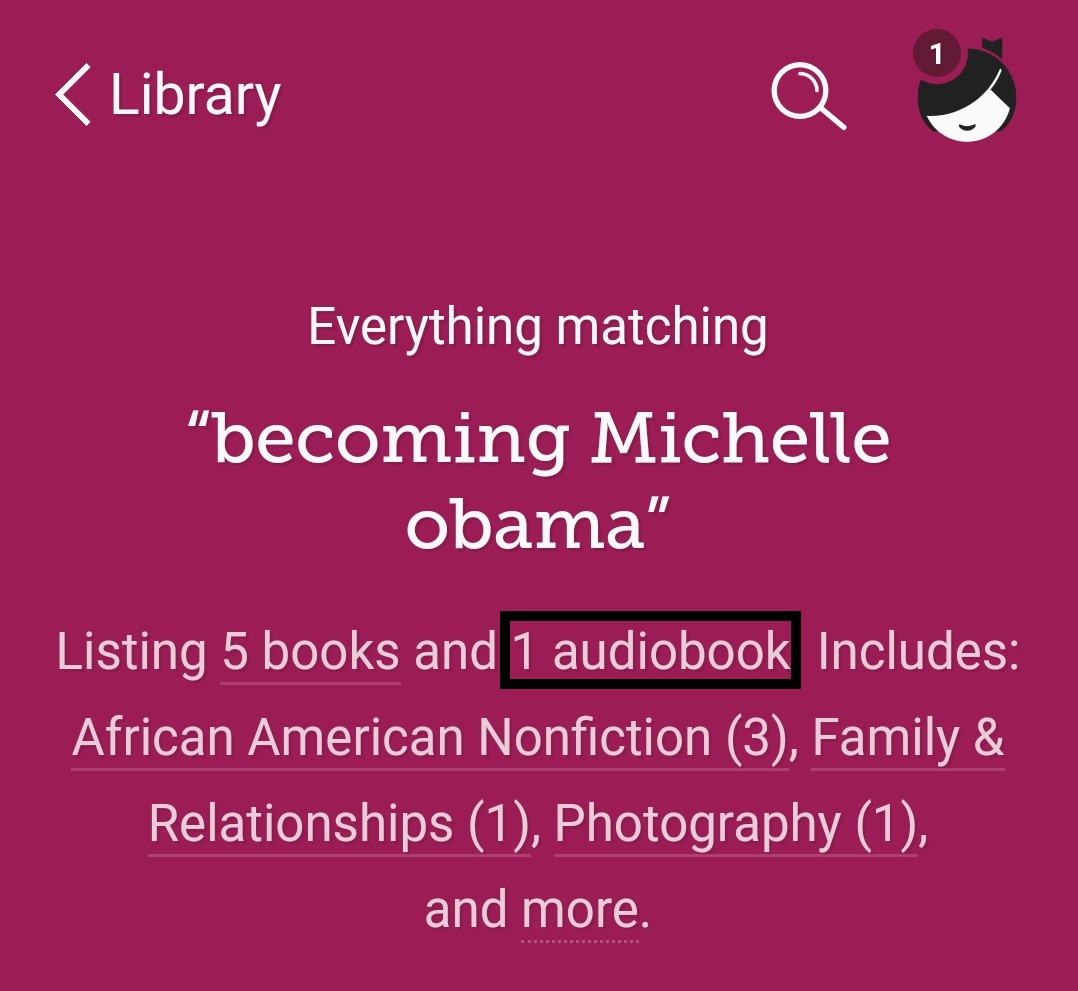 Library
1
Everything matching
“becoming Michelle
obama”
Listing 5 books and 1 audiobook Includes:
African American Nonfiction (3), Family &
Relationships (1), Photography (1),
and more.